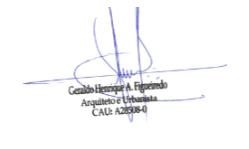 Geraldo Henrique A. Figueiredo
Arquiteto e Urbanista
CAU: A28508-0